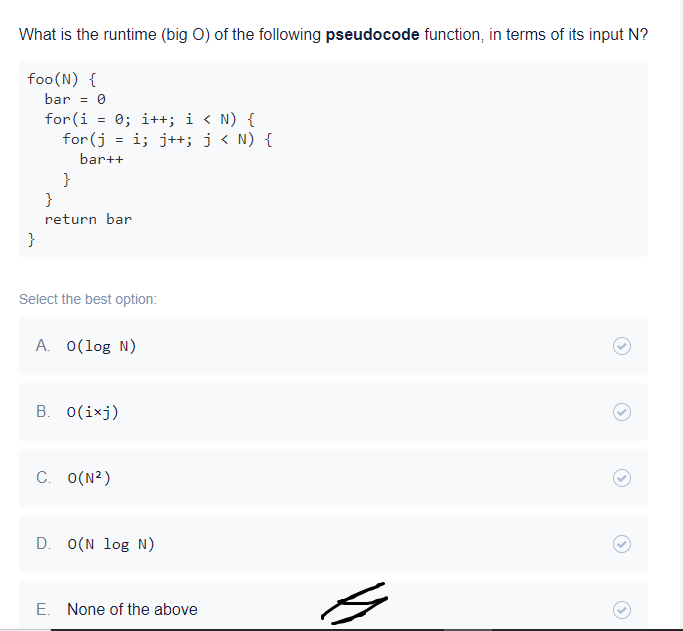 What is the runtime (big O) of the following pseudocode function, in terms of its input N?
foo(N) {
  bar = 0
  for(i = 0; i++; i < N) {
    for(j = i; j++; j < N) {
      bar++
    }
  }
  return bar
}
Select the best option:
A. O(log N)
B. O(i×j)
C. O(N²)
D. O(N log N)
E. None of the above